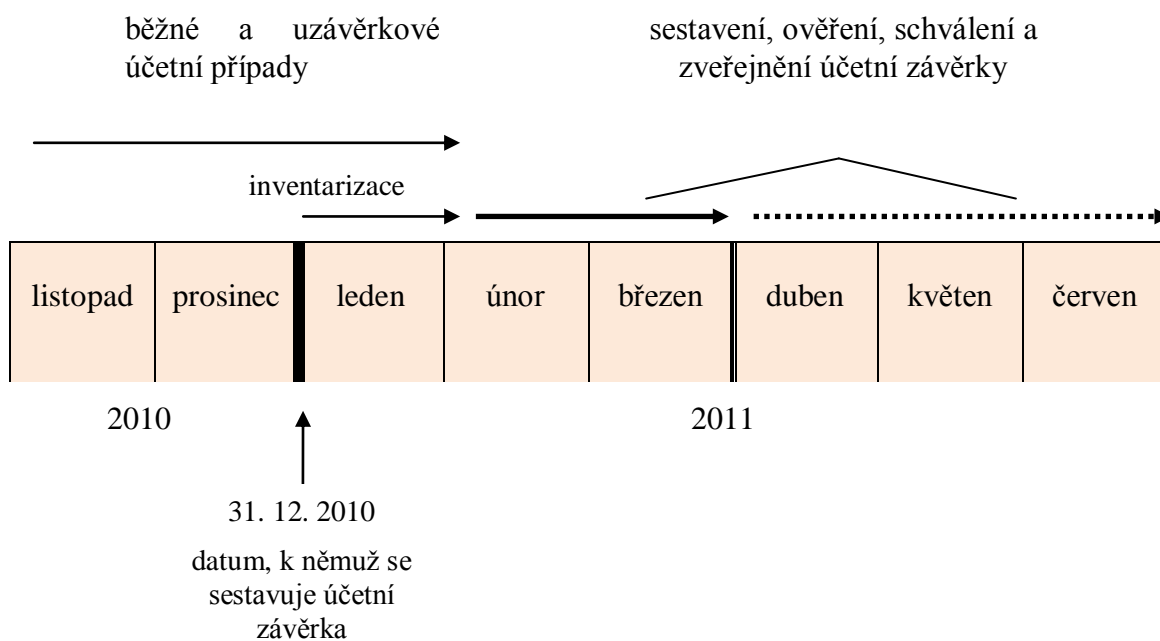 běžné a uzávěrkové
účetní případy
sestavení, ověření, schválení a
zveřejnění účetní závěrky
inventarizace
listopad prosinec leden únor březen duben květen červen
2010 2011
31. 12. 2010
datum, k němuž se
sestavuje účetní
závěrka